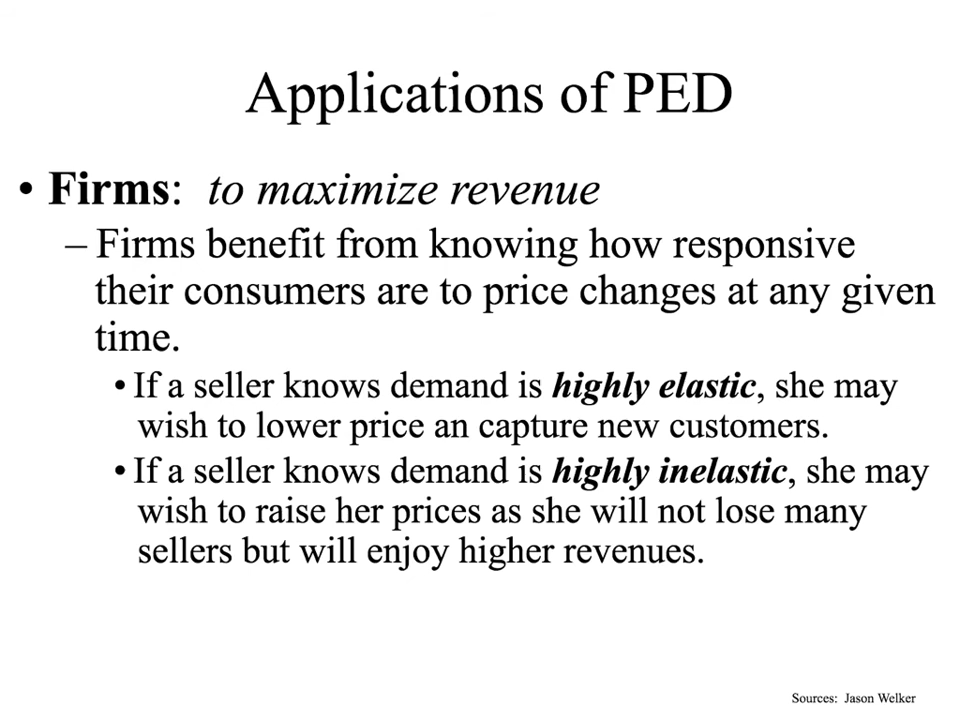 Applications of PED
• Firms: to maximize revenue
– Firms benefit from knowing how responsive
their consumers are to price changes at any given
time.
• If a seller knows demand is highly elastic, she may
wish to lower price an capture new customers.
• If a seller knows demand is highly inelastic, she may
wish to raise her prices as she will not lose many
sellers but will enjoy higher revenues.
Sources: Jason Welker